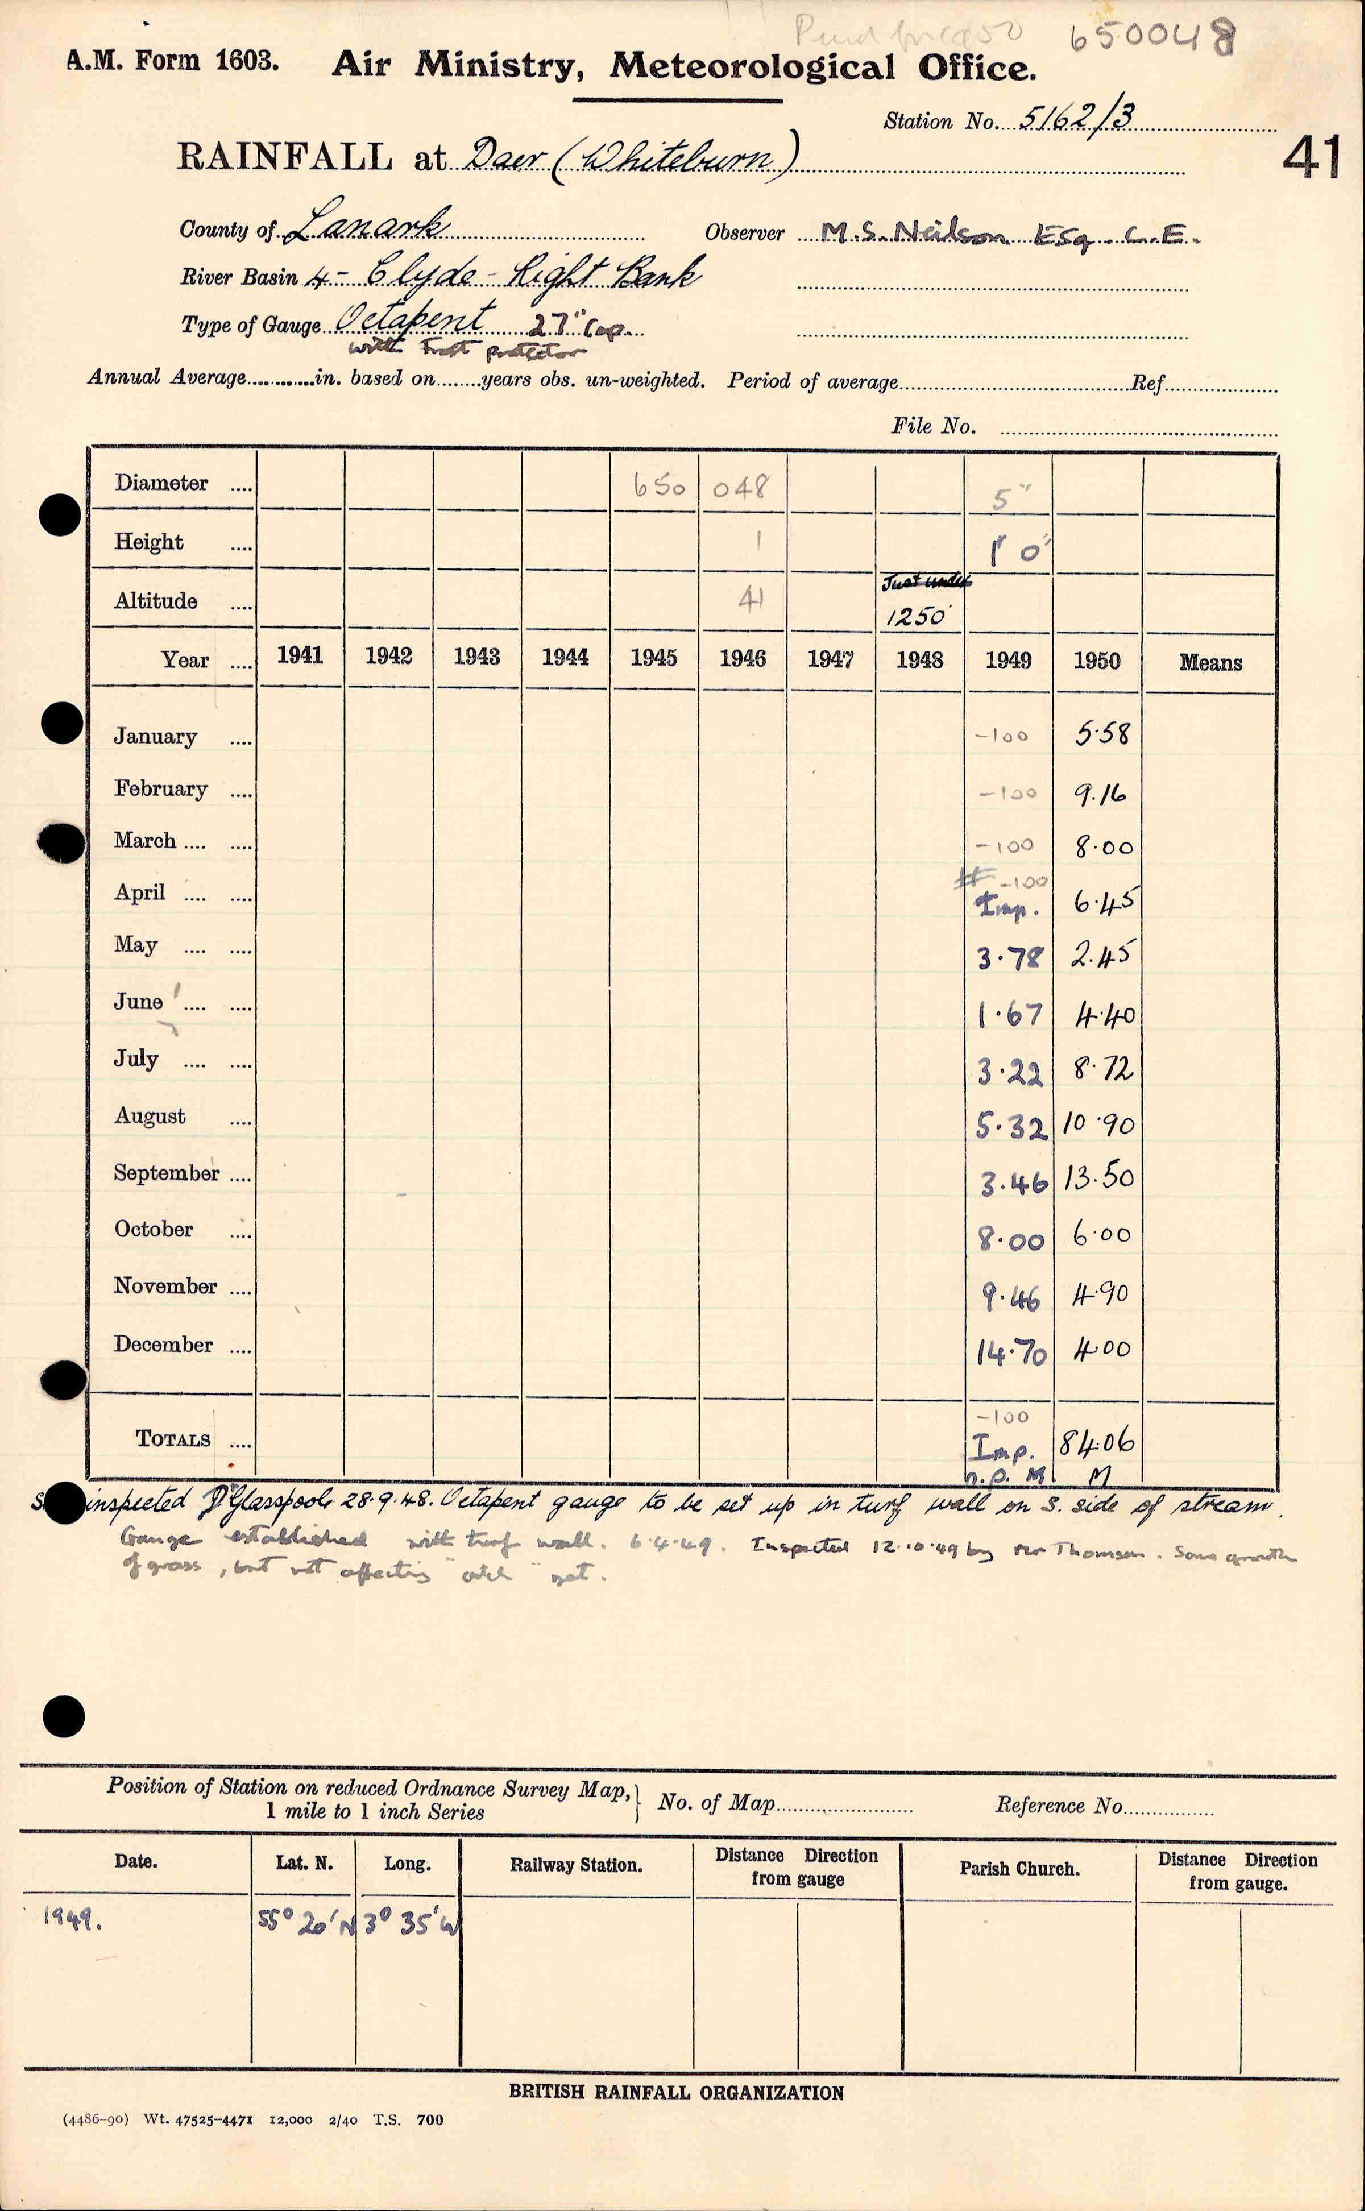 650048
A.M. Form 1603. Air Ministry, Meteorological Office.
Station No. 5162/3
41
RAINFALL at Daer (Whiteburn)
County of Lanark Observer M.S. Neilson Esq. C.E.
River Basin 4 - Clyde - Right Bank
Type of Gauge Octapent 27" Cap.
with Frost protector
Annual Average............in. based on........years obs. un-weighted. Period of average Ref.
File No.
Diameter .... 650 048 5"
Height .... 1 1' 0"
Altitude .... 41 Just under 1250'
Year .... 1941 1942 1943 1944 1945 1946 1947 1948 1949 1950 Means
January .... -100 5.58
February .... -100 9.16
March .... .... -100 8.00
April .... .... # -100 Imp. 6.45
May .... .... 3.78 2.45
June .... .... 1.67 4.40
July .... .... 3.22 8.72
August .... 5.32 10.90
September .... 3.46 13.50
October .... 8.00 6.00
November .... 9.46 4.90
December .... 14.70 4.00
TOTALS .... -100 Imp. 84.06
n.p. M M
inspected Dr Glasspoole 28.9.48. Octapent gauge to be set up in turf wall on S. side of stream.
Gauge established with turf wall. 6.4.49. Inspected 12.10.49 by Mr Thomson. Some growth
of grass, but not affecting "catch" yet.
Position of Station on reduced Ordnance Survey Map, } No. of Map Reference No.
1 mile to 1 inch Series
Date. Lat. N. Long. Railway Station. Distance Direction from gauge Parish Church. Distance Direction from gauge.
1949. 55° 20' N 3° 35' W
BRITISH RAINFALL ORGANIZATION
(4486-90) Wt. 47525-4471 12,000 2/40 T.S. 700